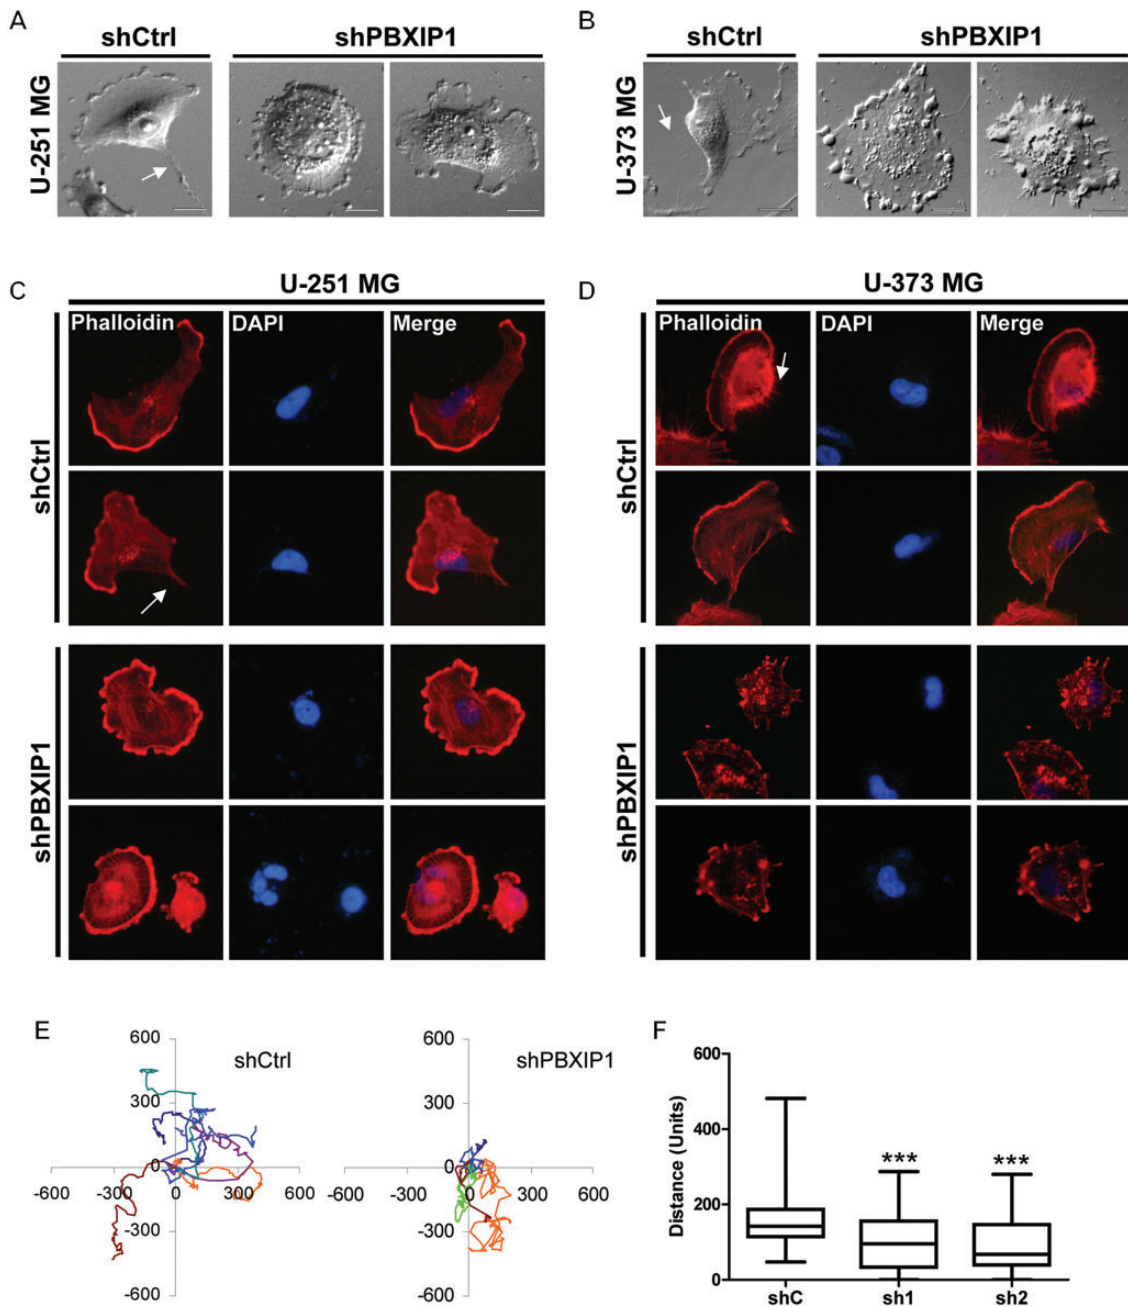 A
shCtrl
shPBXIP1
U-251 MG
B
shCtrl
shPBXIP1
U-373 MG
C
U-251 MG
Phalloidin
DAPI
Merge
shCtrl
shPBXIP1
D
U-373 MG
Phalloidin
DAPI
Merge
shCtrl
shPBXIP1
E
600
shCtrl
300
0
-600
-300
0
300
600
-300
-600
600
shPBXIP1
300
0
-600
-300
0
300
600
-300
-600
F
Distance (Units)
600
400
200
0
***
***
shC
sh1
sh2